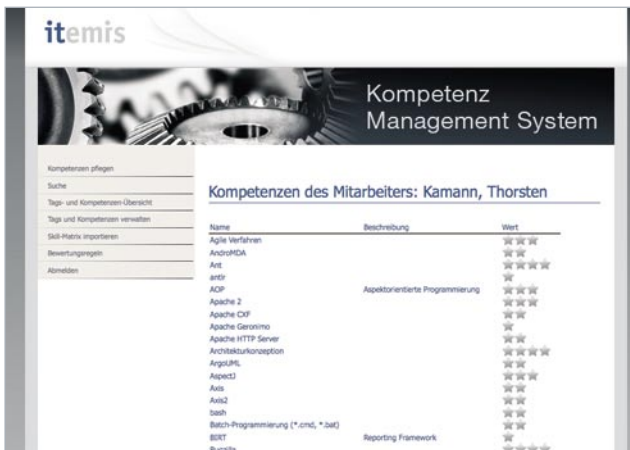 itemis
Kompetenz
Management System
Kompetenzen pflegen
Suche
Tags- und Kompetenzen-Übersicht
Tags und Kompetenzen verwalten
Skill-Matrix importieren
Bewertungsregeln
Abmelden
Kompetenzen des Mitarbeiters: Kamann, Thorsten
Name Beschreibung Wert
Agile Verfahren
AndroMDA
Ant
antlr
AOP Aspektorientierte Programmierung
Apache 2
Apache CXF
Apache Geronimo
Apache HTTP Server
Architekturkonzeption
ArgoUML
AspectJ
Axis
Axis2
bash
Batch-Programmierung (*.cmd, *.bat)
BIRT Reporting Framework
Bugzilla